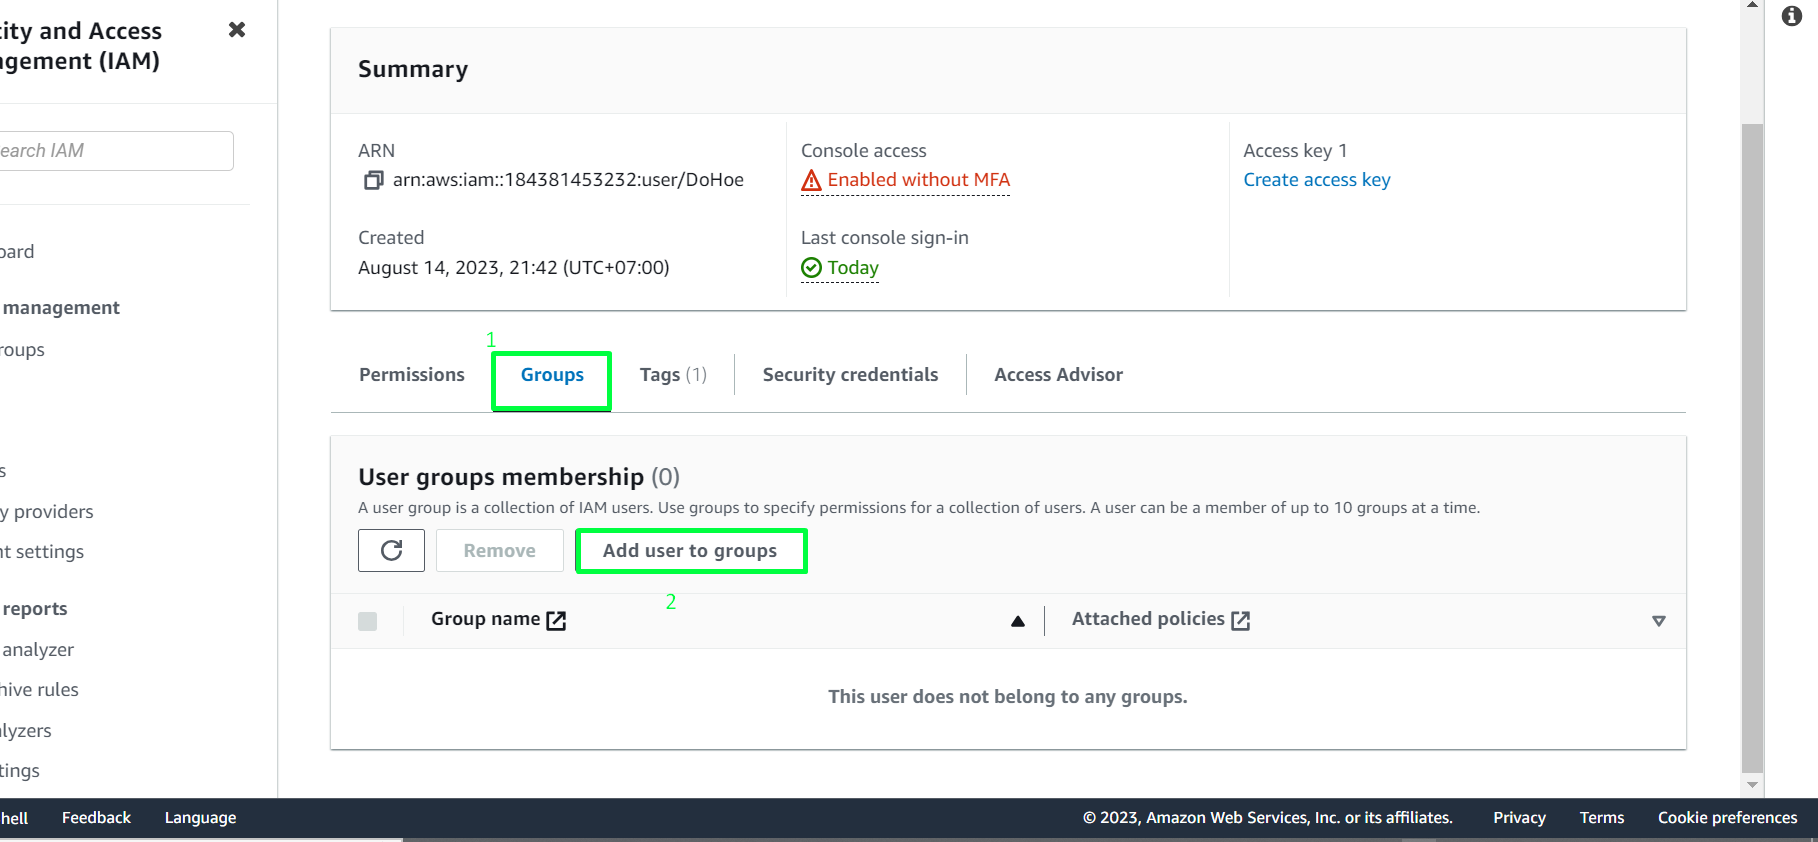 ity and Access
gement (IAM)
earch IAM
oard
management
roups
s
y providers
nt settings
reports
analyzer
hive rules
alyzers
tings
Summary
ARN
arn:aws:iam::184381453232:user/DoHoe
Created
August 14, 2023, 21:42 (UTC+07:00)
Console access
Enabled without MFA
Last console sign-in
Today
Access key 1
Create access key
1
Permissions Groups Tags (1) Security credentials Access Advisor
User groups membership (0)
A user group is a collection of IAM users. Use groups to specify permissions for a collection of users. A user can be a member of up to 10 groups at a time.
Remove Add user to groups
2
Group name Attached policies
This user does not belong to any groups.
hell Feedback Language © 2023, Amazon Web Services, Inc. or its affiliates. Privacy Terms Cookie preferences